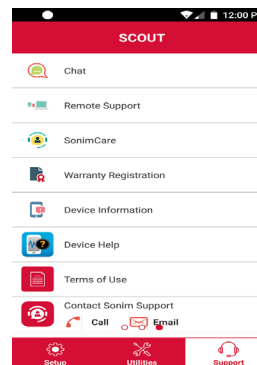 12:00 P
SCOUT
Chat
Remote Support
SonimCare
Warranty Registration
Device Information
Device Help
Terms of Use
Contact Sonim Support
Call Email
Setup Utilities Support